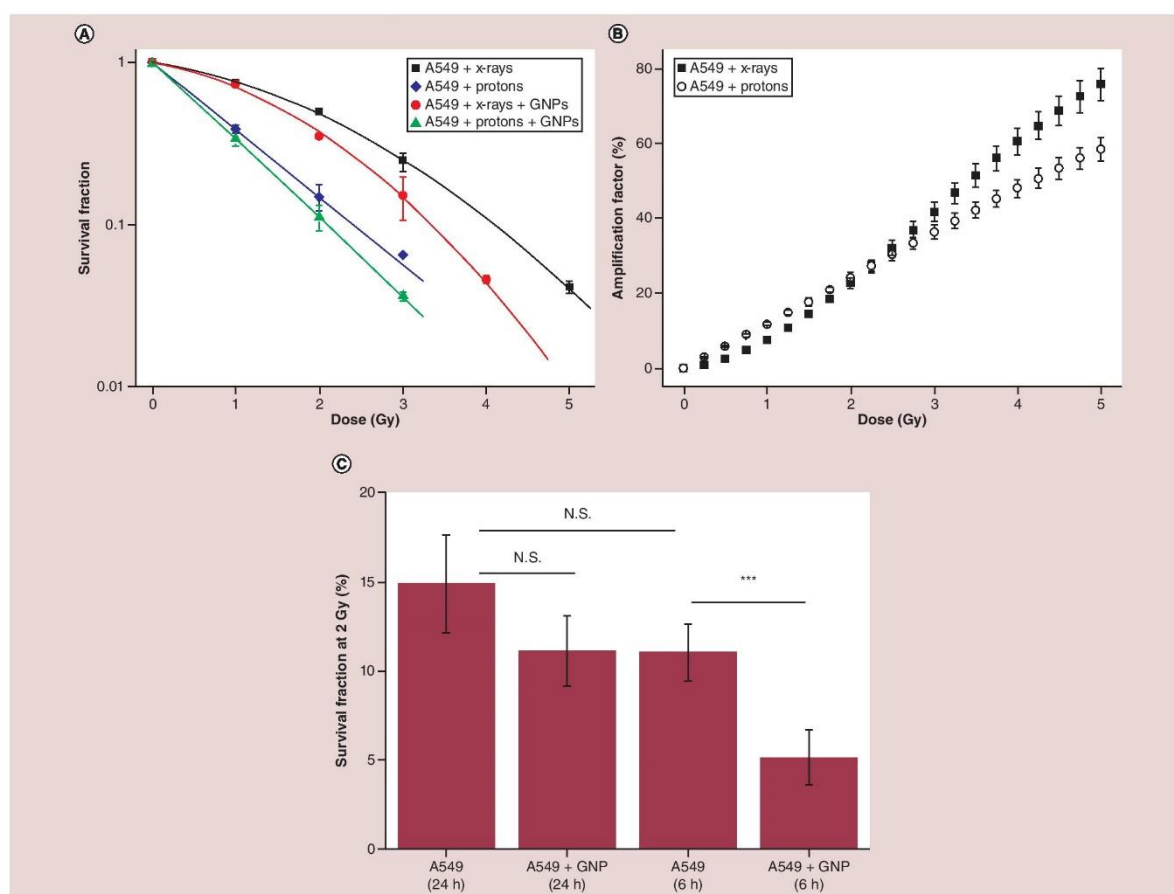 A
Survival fraction
1
0.1
0.01
A549 + x-rays
A549 + protons
A549 + x-rays + GNPs
A549 + protons + GNPs
0 1 2 3 4 5
Dose (Gy)
B
Amplification factor (%)
80
60
40
20
0
A549 + x-rays
A549 + protons
0 1 2 3 4 5
Dose (Gy)
C
Survival fraction at 2 Gy (%)
20
15
10
5
0
N.S.
N.S.
***
A549
(24 h)
A549 + GNP
(24 h)
A549
(6 h)
A549 + GNP
(6 h)